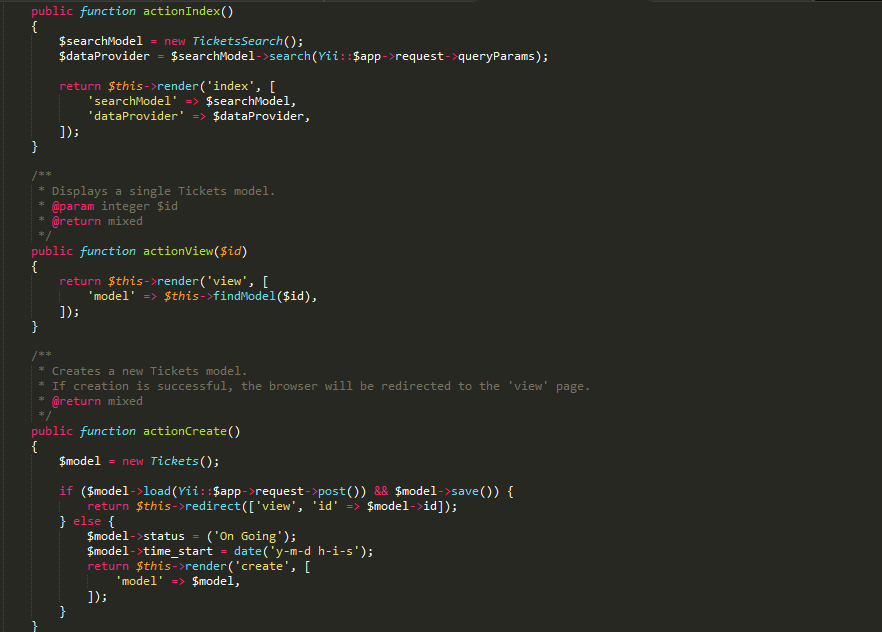 public function actionIndex()
{
$searchModel = new TicketsSearch();
$dataProvider = $searchModel->search(Yii::$app->request->queryParams);
return $this->render('index', [
'searchModel' => $searchModel,
'dataProvider' => $dataProvider,
]);
}
/**
* Displays a single Tickets model.
* @param integer $id
* @return mixed
*/
public function actionView($id)
{
return $this->render('view', [
'model' => $this->findModel($id),
]);
}
/**
* Creates a new Tickets model.
* If creation is successful, the browser will be redirected to the 'view' page.
* @return mixed
*/
public function actionCreate()
{
$model = new Tickets();
if ($model->load(Yii::$app->request->post()) && $model->save()) {
return $this->redirect(['view', 'id' => $model->id]);
} else {
$model->status = ('On Going');
$model->time_start = date('y-m-d h-i-s');
return $this->render('create', [
'model' => $model,
]);
}
}